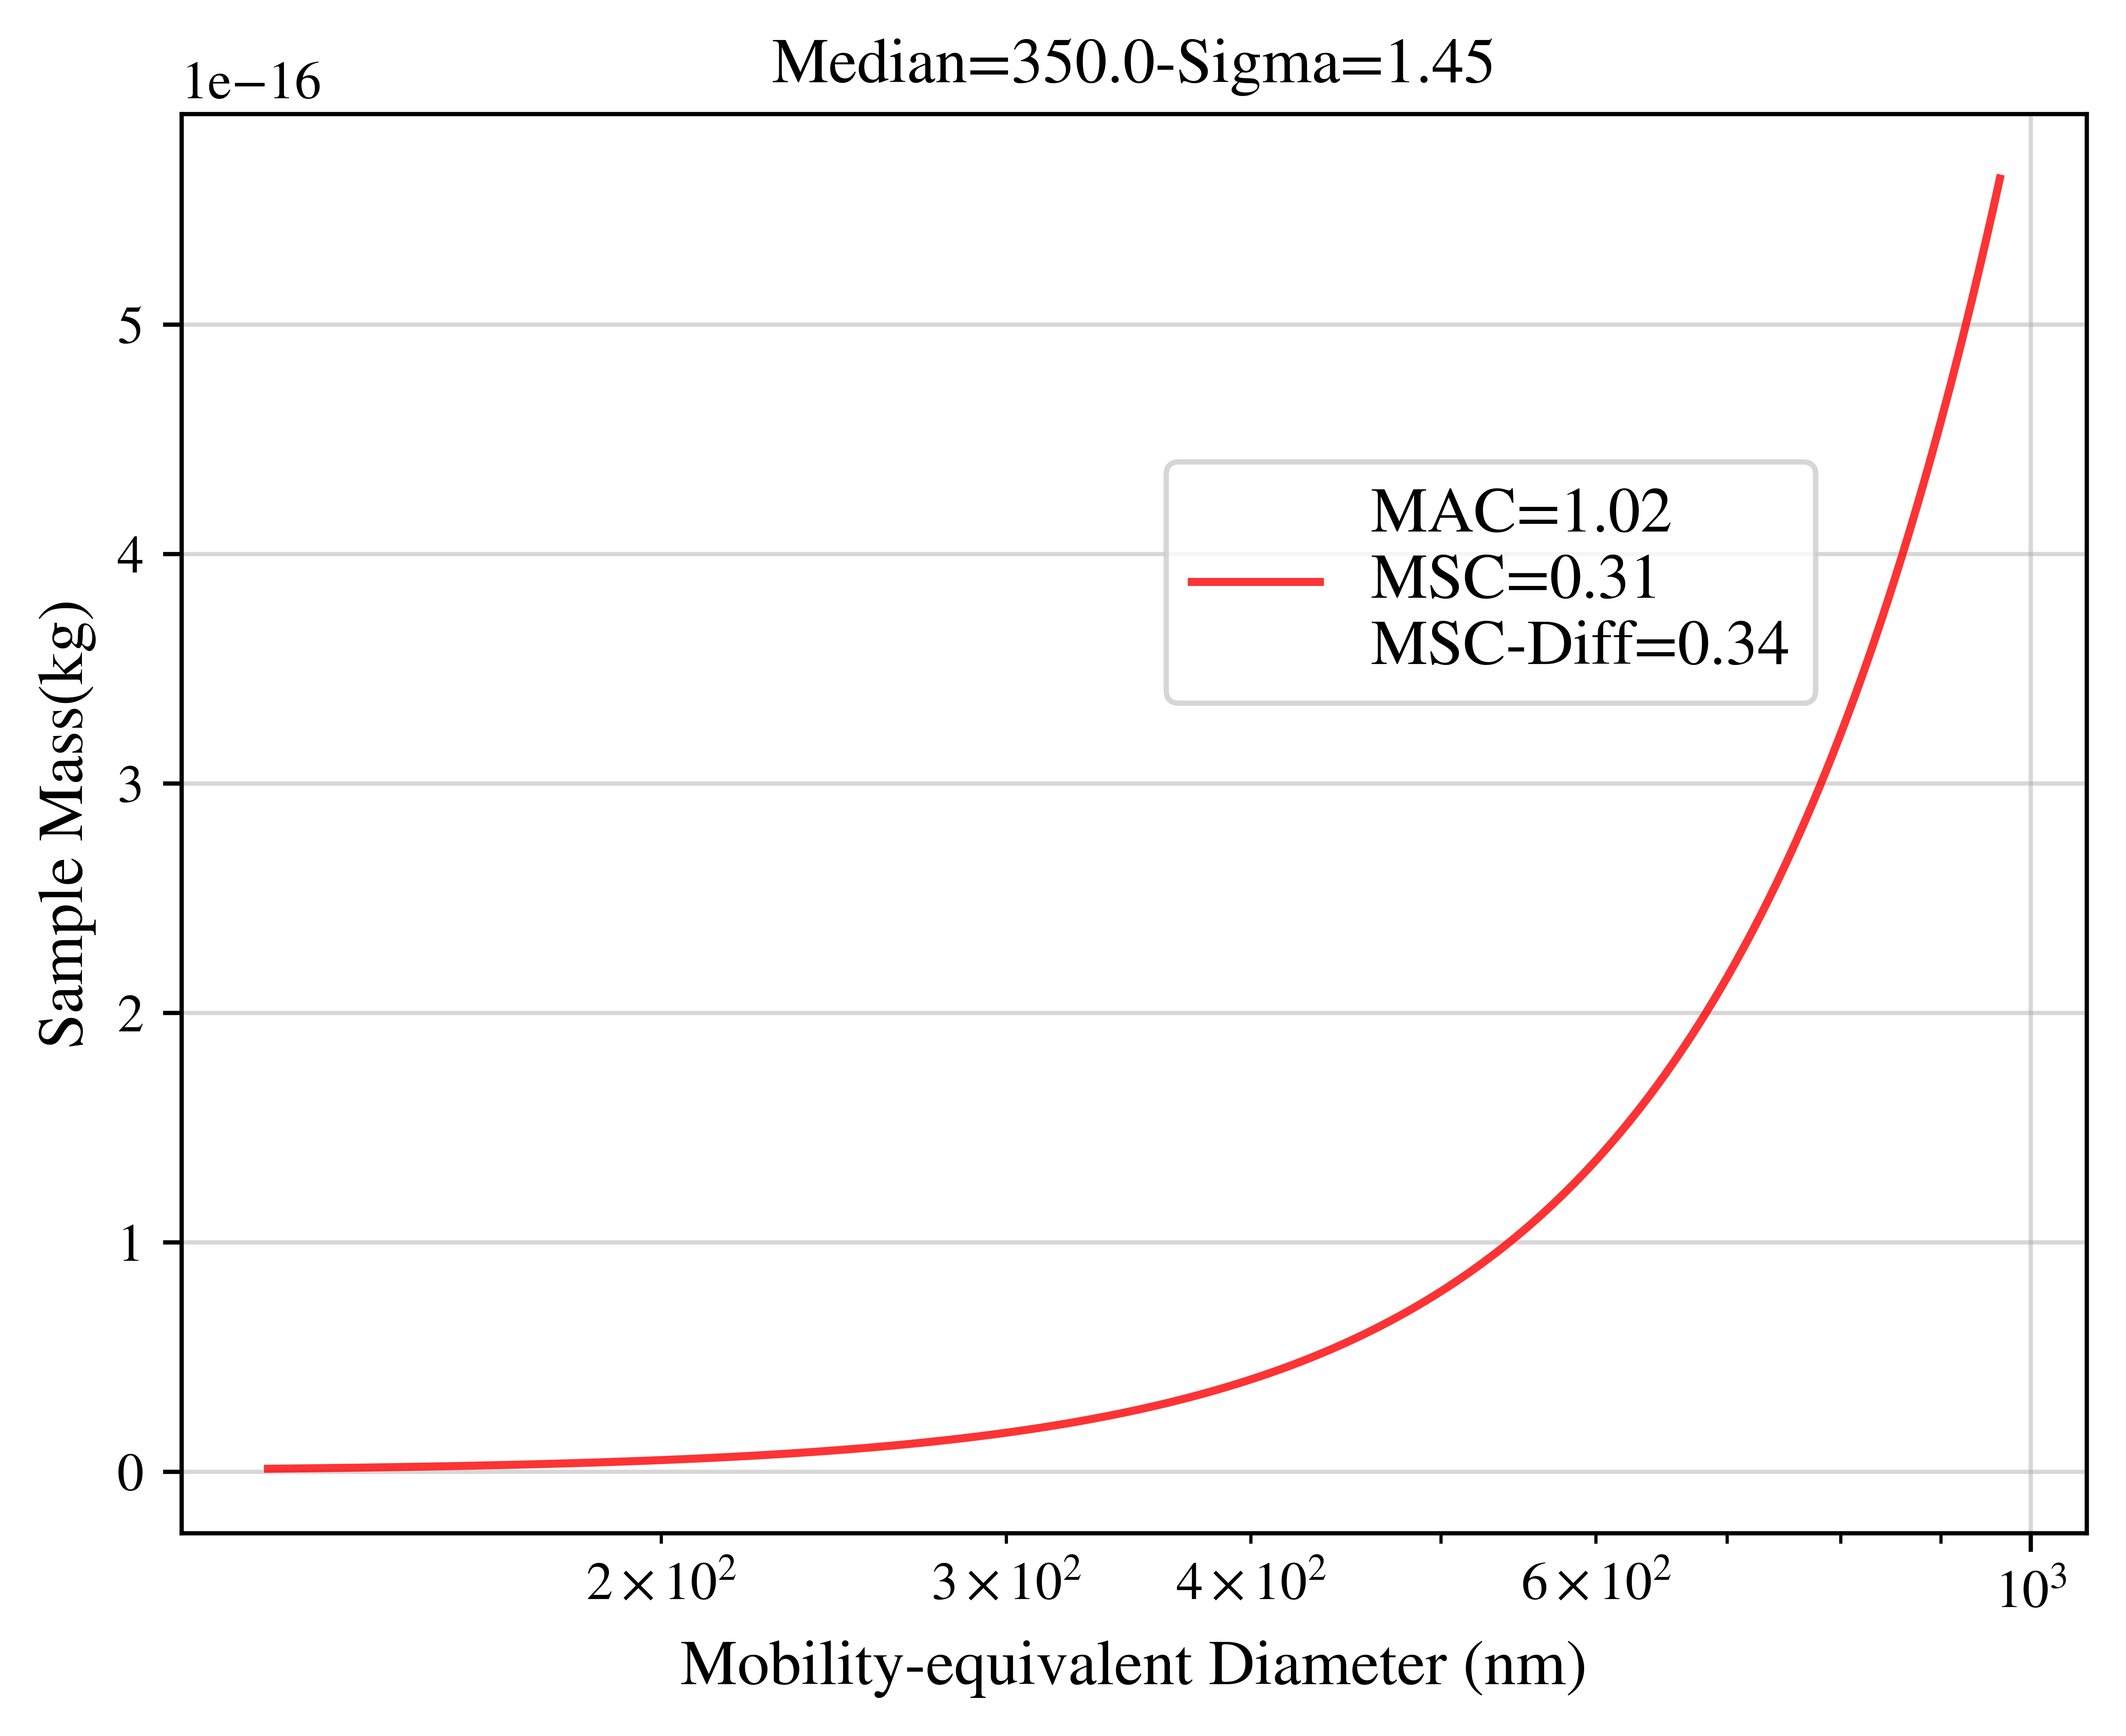 Median=350.0-Sigma=1.45
1e−16
5
4
3
2
1
0
Sample Mass(kg)
MAC=1.02
MSC=0.31
MSC-Diff=0.34
2×10²
3×10²
4×10²
6×10²
10³
Mobility-equivalent Diameter (nm)